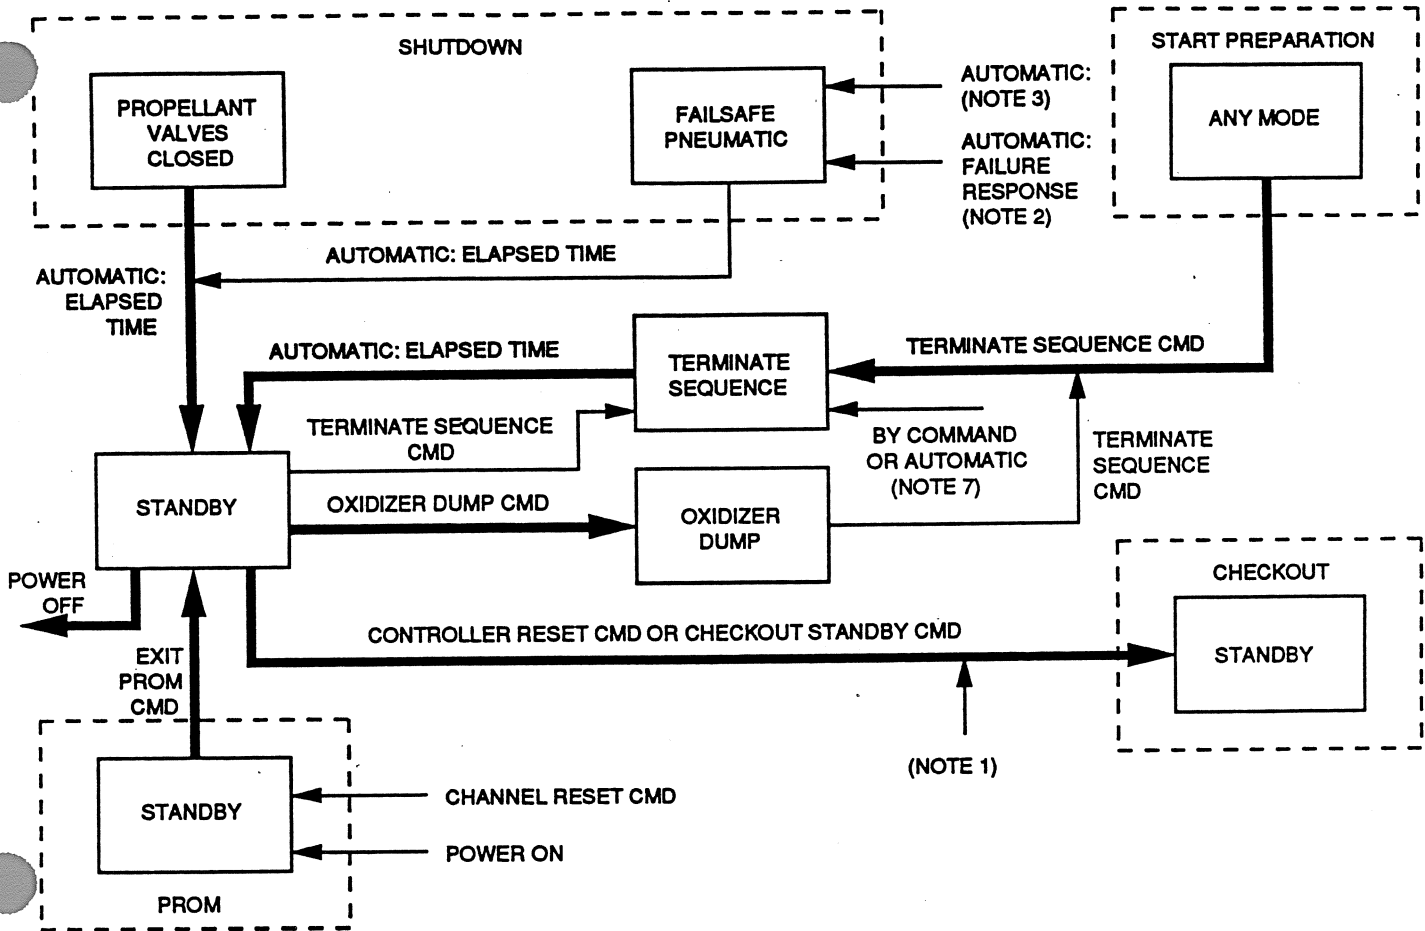 SHUTDOWN
START PREPARATION
PROPELLANT
VALVES
CLOSED
FAILSAFE
PNEUMATIC
AUTOMATIC:
(NOTE 3)
AUTOMATIC:
FAILURE
RESPONSE
(NOTE 2)
ANY MODE
AUTOMATIC: ELAPSED TIME
AUTOMATIC:
ELAPSED
TIME
AUTOMATIC: ELAPSED TIME
TERMINATE
SEQUENCE
TERMINATE SEQUENCE CMD
TERMINATE SEQUENCE
CMD
BY COMMAND
OR AUTOMATIC
(NOTE 7)
TERMINATE
SEQUENCE
CMD
STANDBY
OXIDIZER DUMP CMD
OXIDIZER
DUMP
POWER
OFF
CHECKOUT
STANDBY
CONTROLLER RESET CMD OR CHECKOUT STANDBY CMD
EXIT
PROM
CMD
(NOTE 1)
STANDBY
CHANNEL RESET CMD
POWER ON
PROM